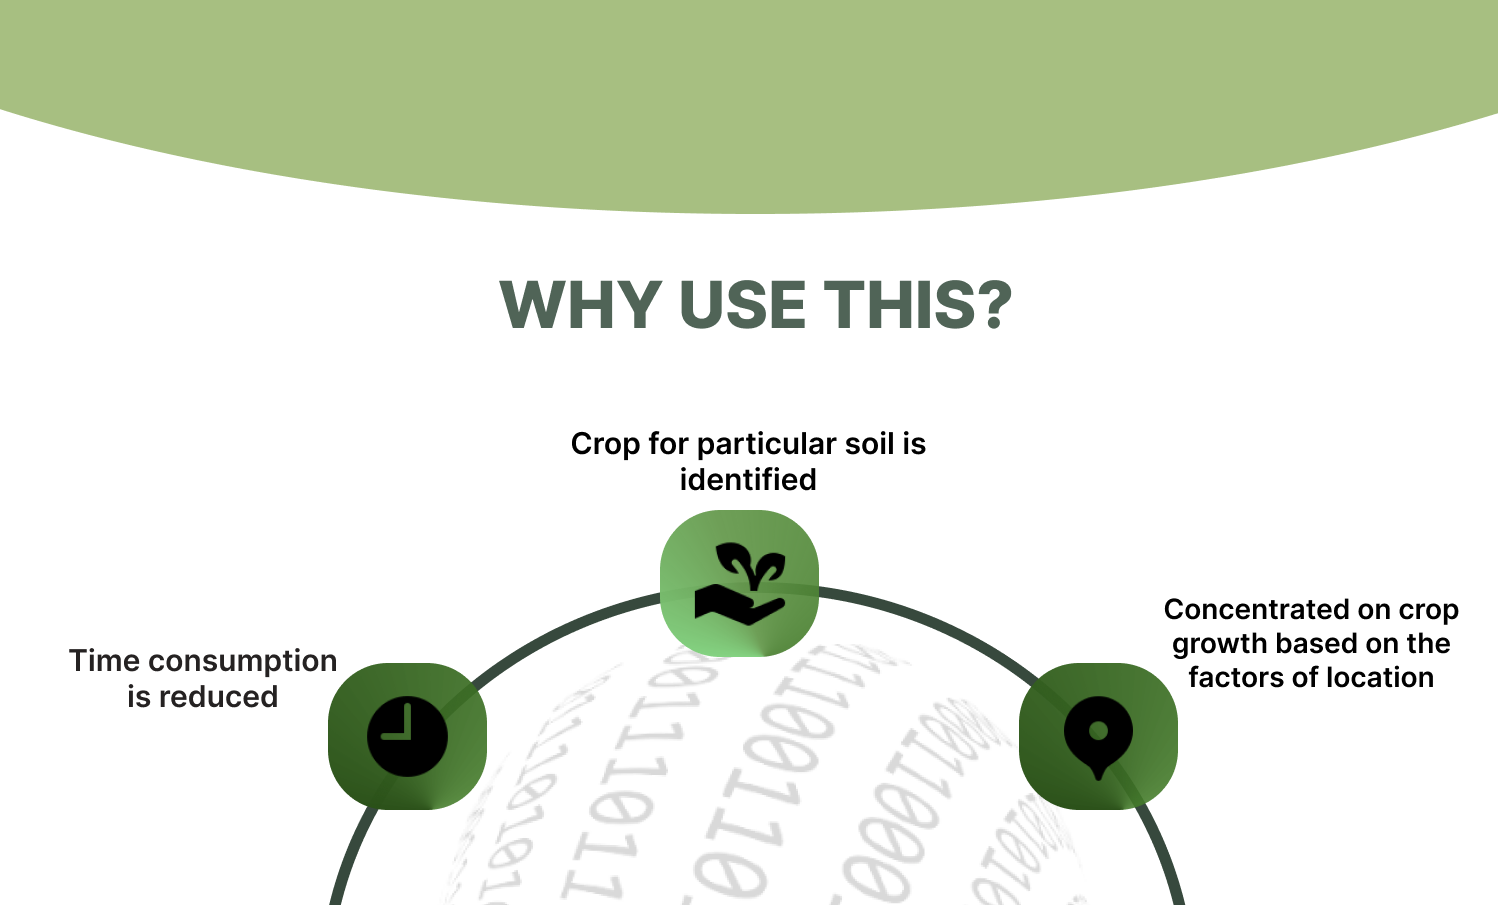 WHY USE THIS?
Crop for particular soil is
identified
Time consumption
is reduced
Concentrated on crop
growth based on the
factors of location